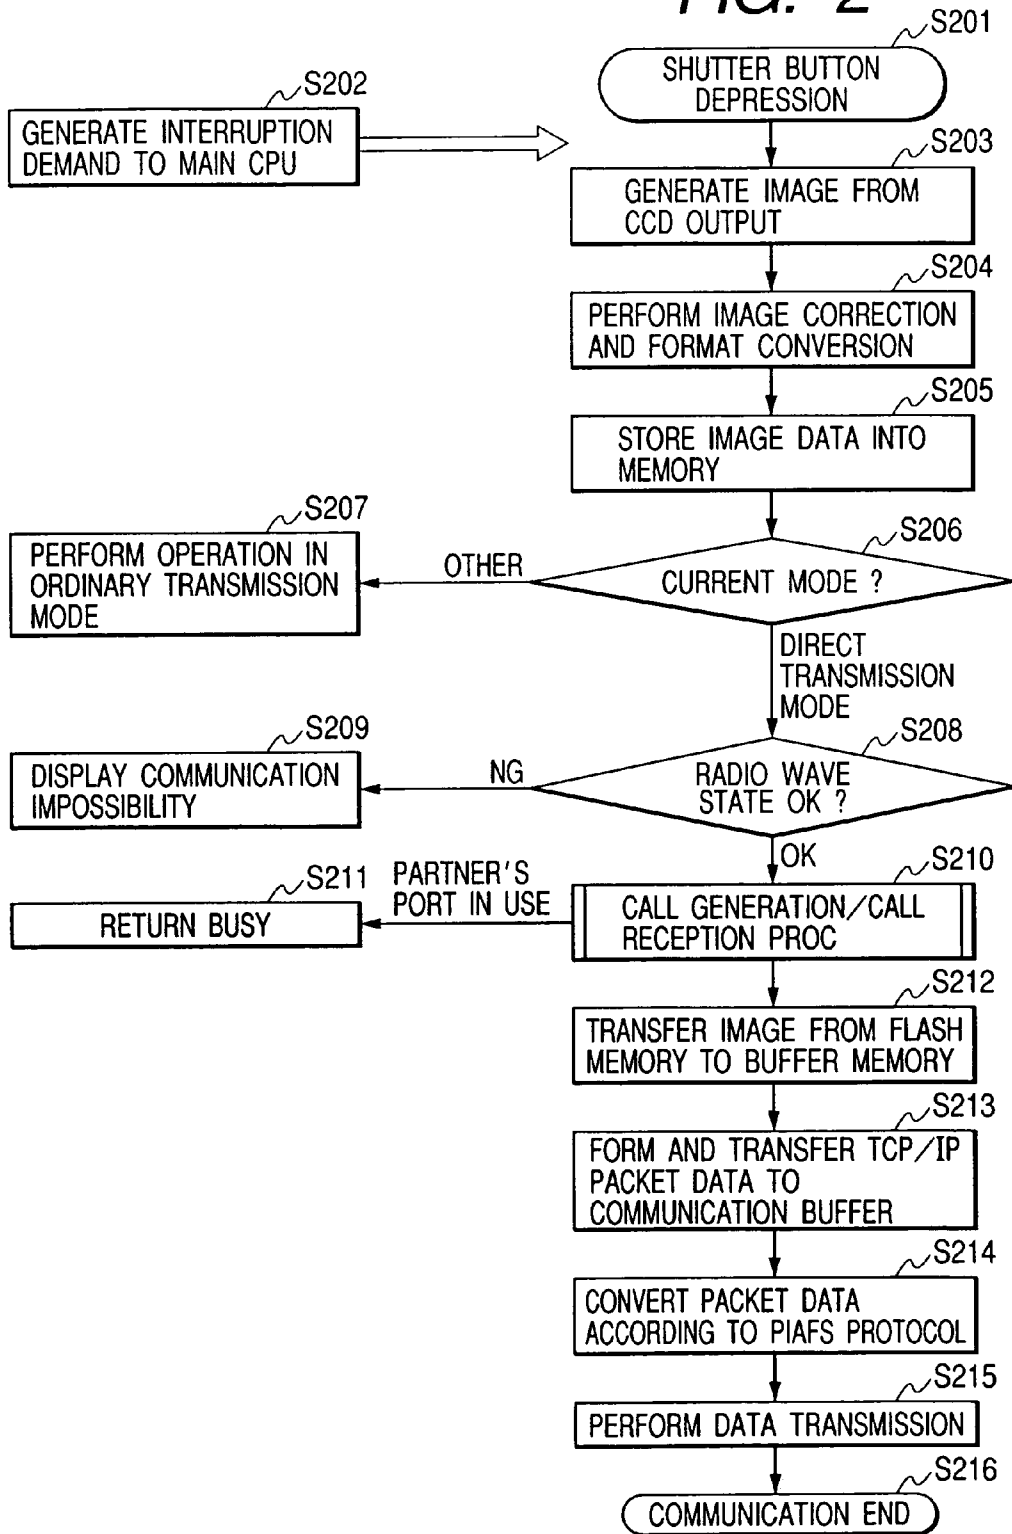 FIG. 2
S201
SHUTTER BUTTON
DEPRESSION
S202
GENERATE INTERRUPTION
DEMAND TO MAIN CPU
S203
GENERATE IMAGE FROM
CCD OUTPUT
S204
PERFORM IMAGE CORRECTION
AND FORMAT CONVERSION
S205
STORE IMAGE DATA INTO
MEMORY
S206
CURRENT MODE ?
OTHER
S207
PERFORM OPERATION IN
ORDINARY TRANSMISSION
MODE
DIRECT
TRANSMISSION
MODE
S208
RADIO WAVE
STATE OK ?
NG
S209
DISPLAY COMMUNICATION
IMPOSSIBILITY
OK
S210
CALL GENERATION/CALL
RECEPTION PROC
PARTNER'S
PORT IN USE
S211
RETURN BUSY
S212
TRANSFER IMAGE FROM FLASH
MEMORY TO BUFFER MEMORY
S213
FORM AND TRANSFER TCP/IP
PACKET DATA TO
COMMUNICATION BUFFER
S214
CONVERT PACKET DATA
ACCORDING TO PIAFS PROTOCOL
S215
PERFORM DATA TRANSMISSION
S216
COMMUNICATION END